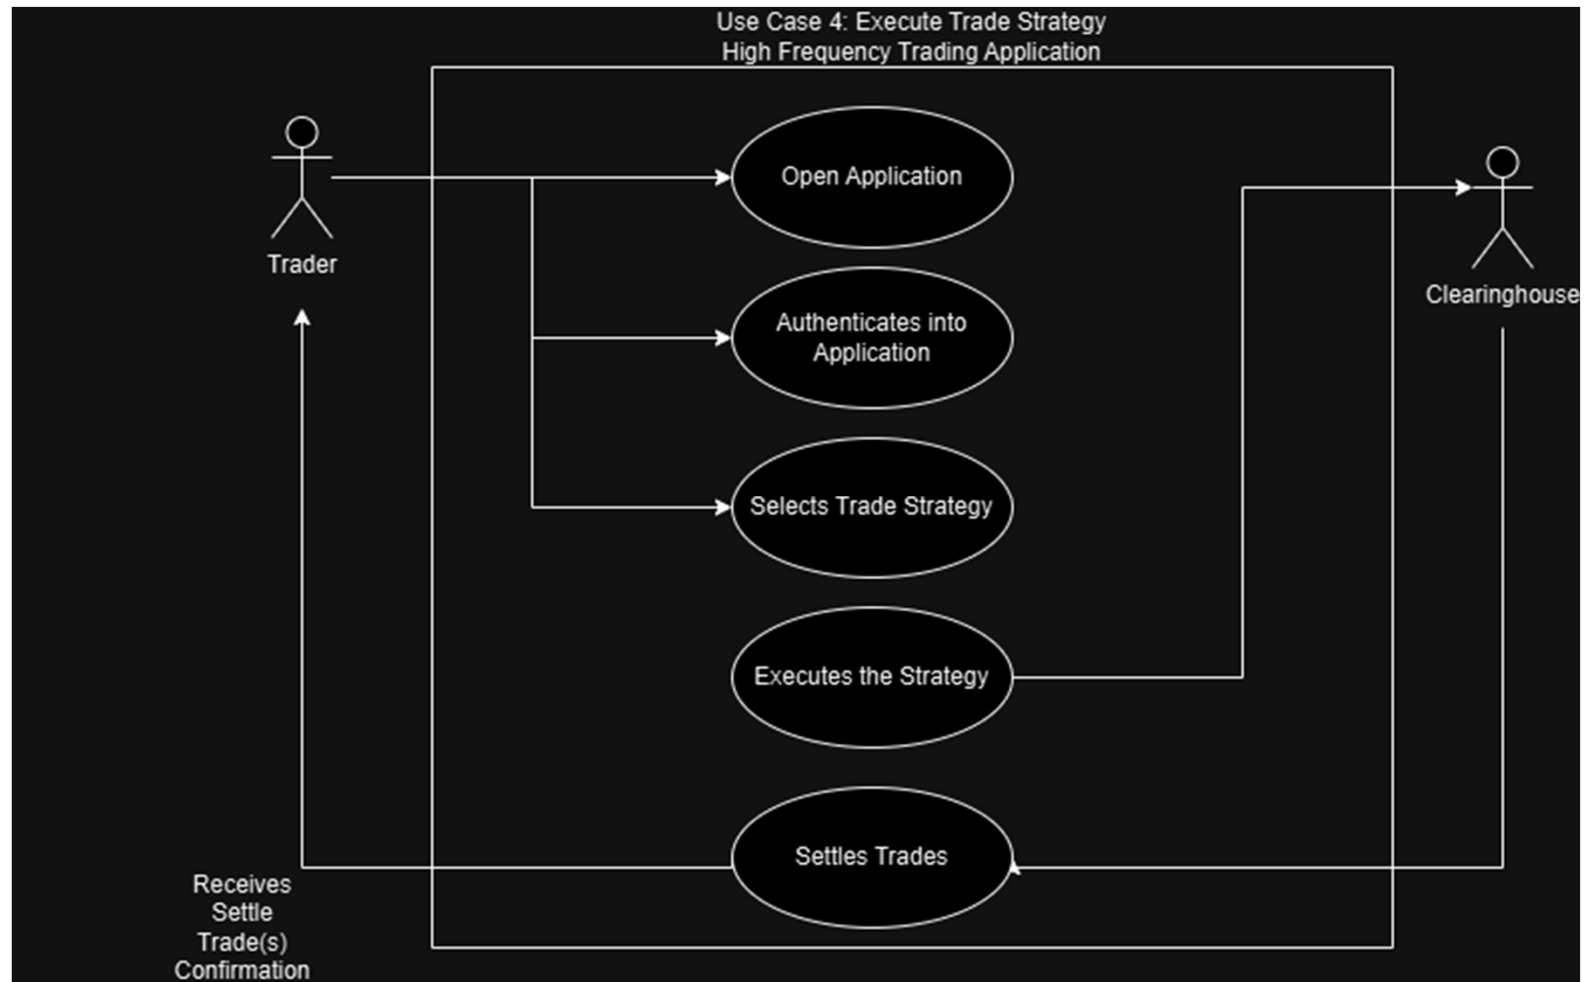 Use Case 4: Execute Trade Strategy
High Frequency Trading Application
Open Application
Trader
Clearinghouse
Authenticates into
Application
Selects Trade Strategy
Executes the Strategy
Settles Trades
Receives
Settle
Trade(s)
Confirmation